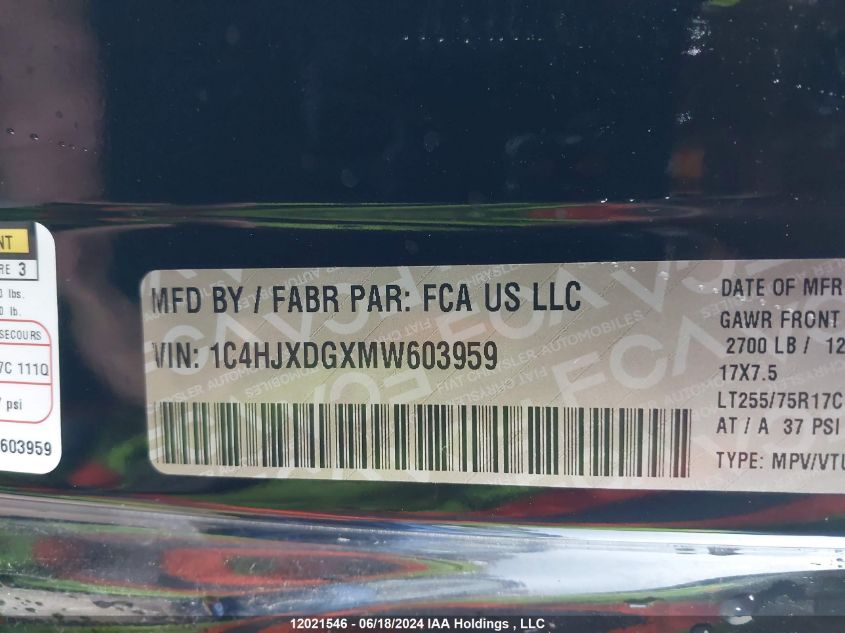 NT
RE 3
lbs.
lb.
SECOURS
7C 111Q
psi
603959
MFD BY / FABR PAR: FCA US LLC
VIN: 1C4HJXDGXMW603959
DATE OF MFR
GAWR FRONT
2700 LB / 12
17X7.5
LT255/75R17C
AT / A 37 PSI
TYPE: MPV/VTU
12021546 - 06/18/2024 IAA Holdings , LLC